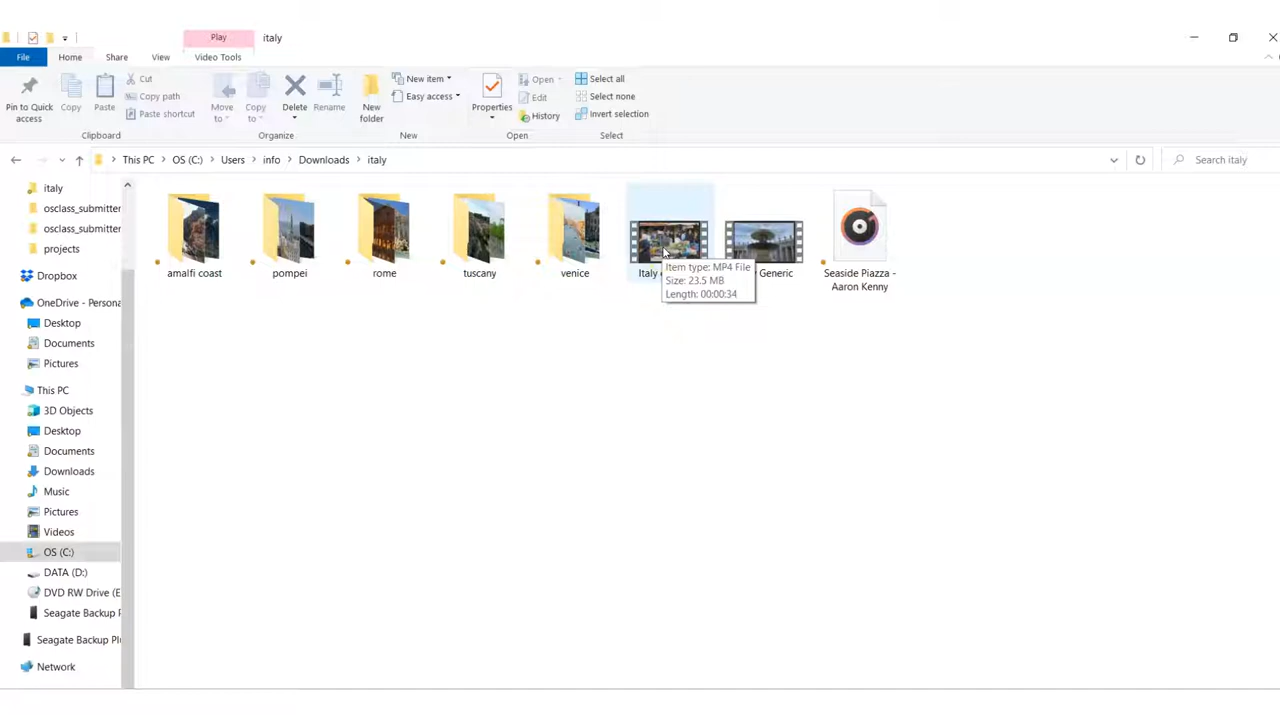 Play
italy
File
Home
Share
View
Video Tools
Pin to Quick access
Copy
Paste
Cut
Copy path
Paste shortcut
Clipboard
Move to
Copy to
Delete
Rename
Organize
New folder
New item
Easy access
New
Properties
Open
Edit
History
Open
Select all
Select none
Invert selection
Select
This PC
OS (C:)
Users
info
Downloads
italy
Search italy
italy
osclass_submitter
osclass_submitter
projects
Dropbox
OneDrive - Persona
Desktop
Documents
Pictures
This PC
3D Objects
Desktop
Documents
Downloads
Music
Pictures
Videos
OS (C:)
DATA (D:)
DVD RW Drive (E
Seagate Backup P
Seagate Backup Pl
Network
amalfi coast
pompei
rome
tuscany
venice
Italy
Generic
Seaside Piazza -
Aaron Kenny
Item type: MP4 File
Size: 23.5 MB
Length: 00:00:34